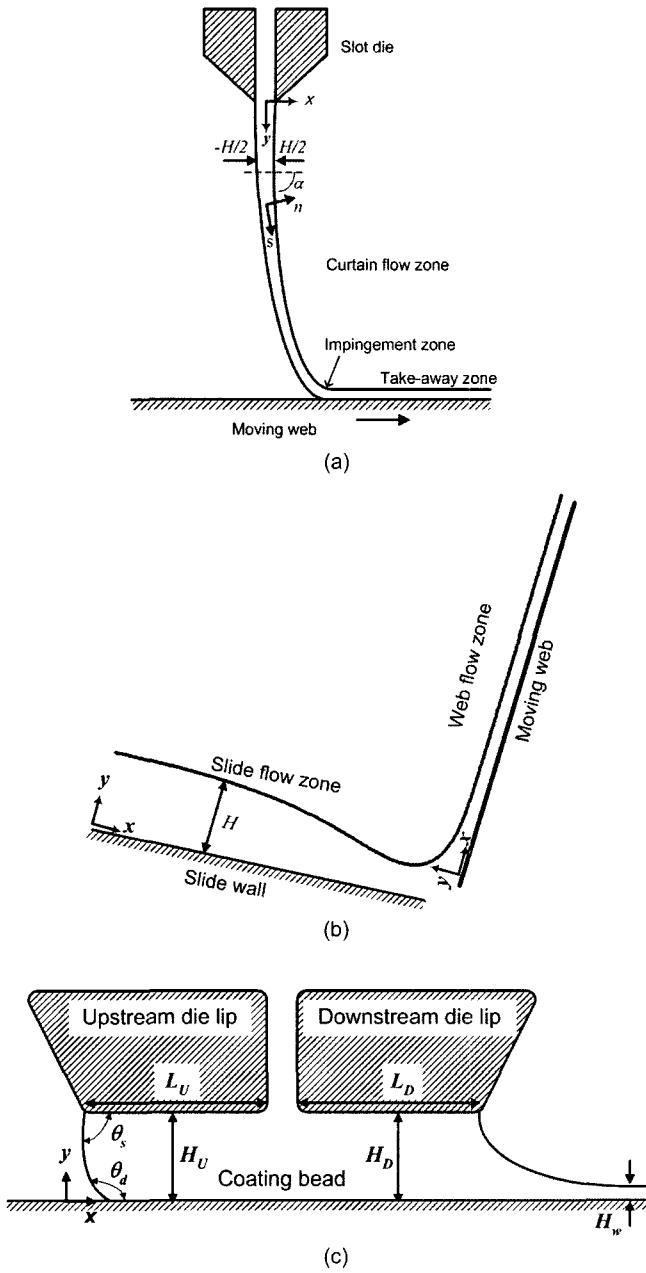 Slot die
x
y
-H/2
H/2
α
n
s
Curtain flow zone
Impingement zone
Take-away zone
Moving web
(a)
Web flow zone
Moving web
Slide flow zone
y
H
x
x
y
Slide wall
(b)
Upstream die lip
Downstream die lip
L_U
L_D
θ_s
H_U
H_D
y
θ_d
Coating bead
x
H_w
(c)